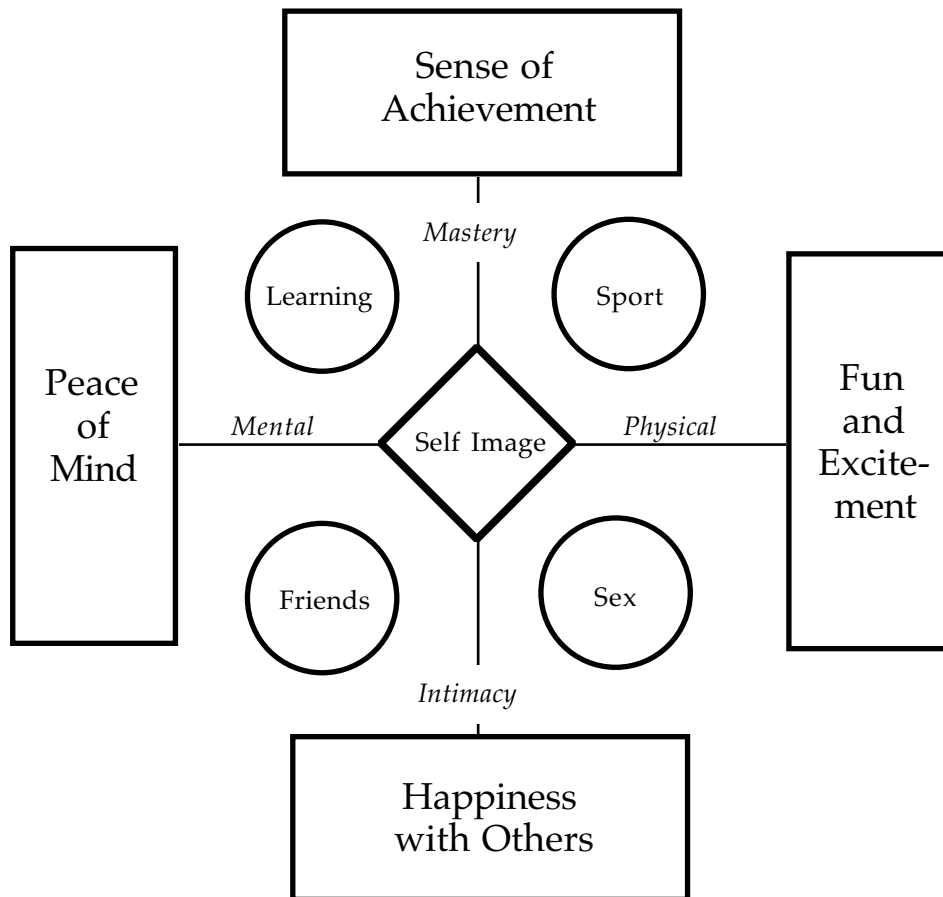 Sense of
Achievement
Mastery
Learning
Sport
Peace
of
Mind
Mental
Self Image
Physical
Fun
and
Excite-
ment
Friends
Sex
Intimacy
Happiness
with Others